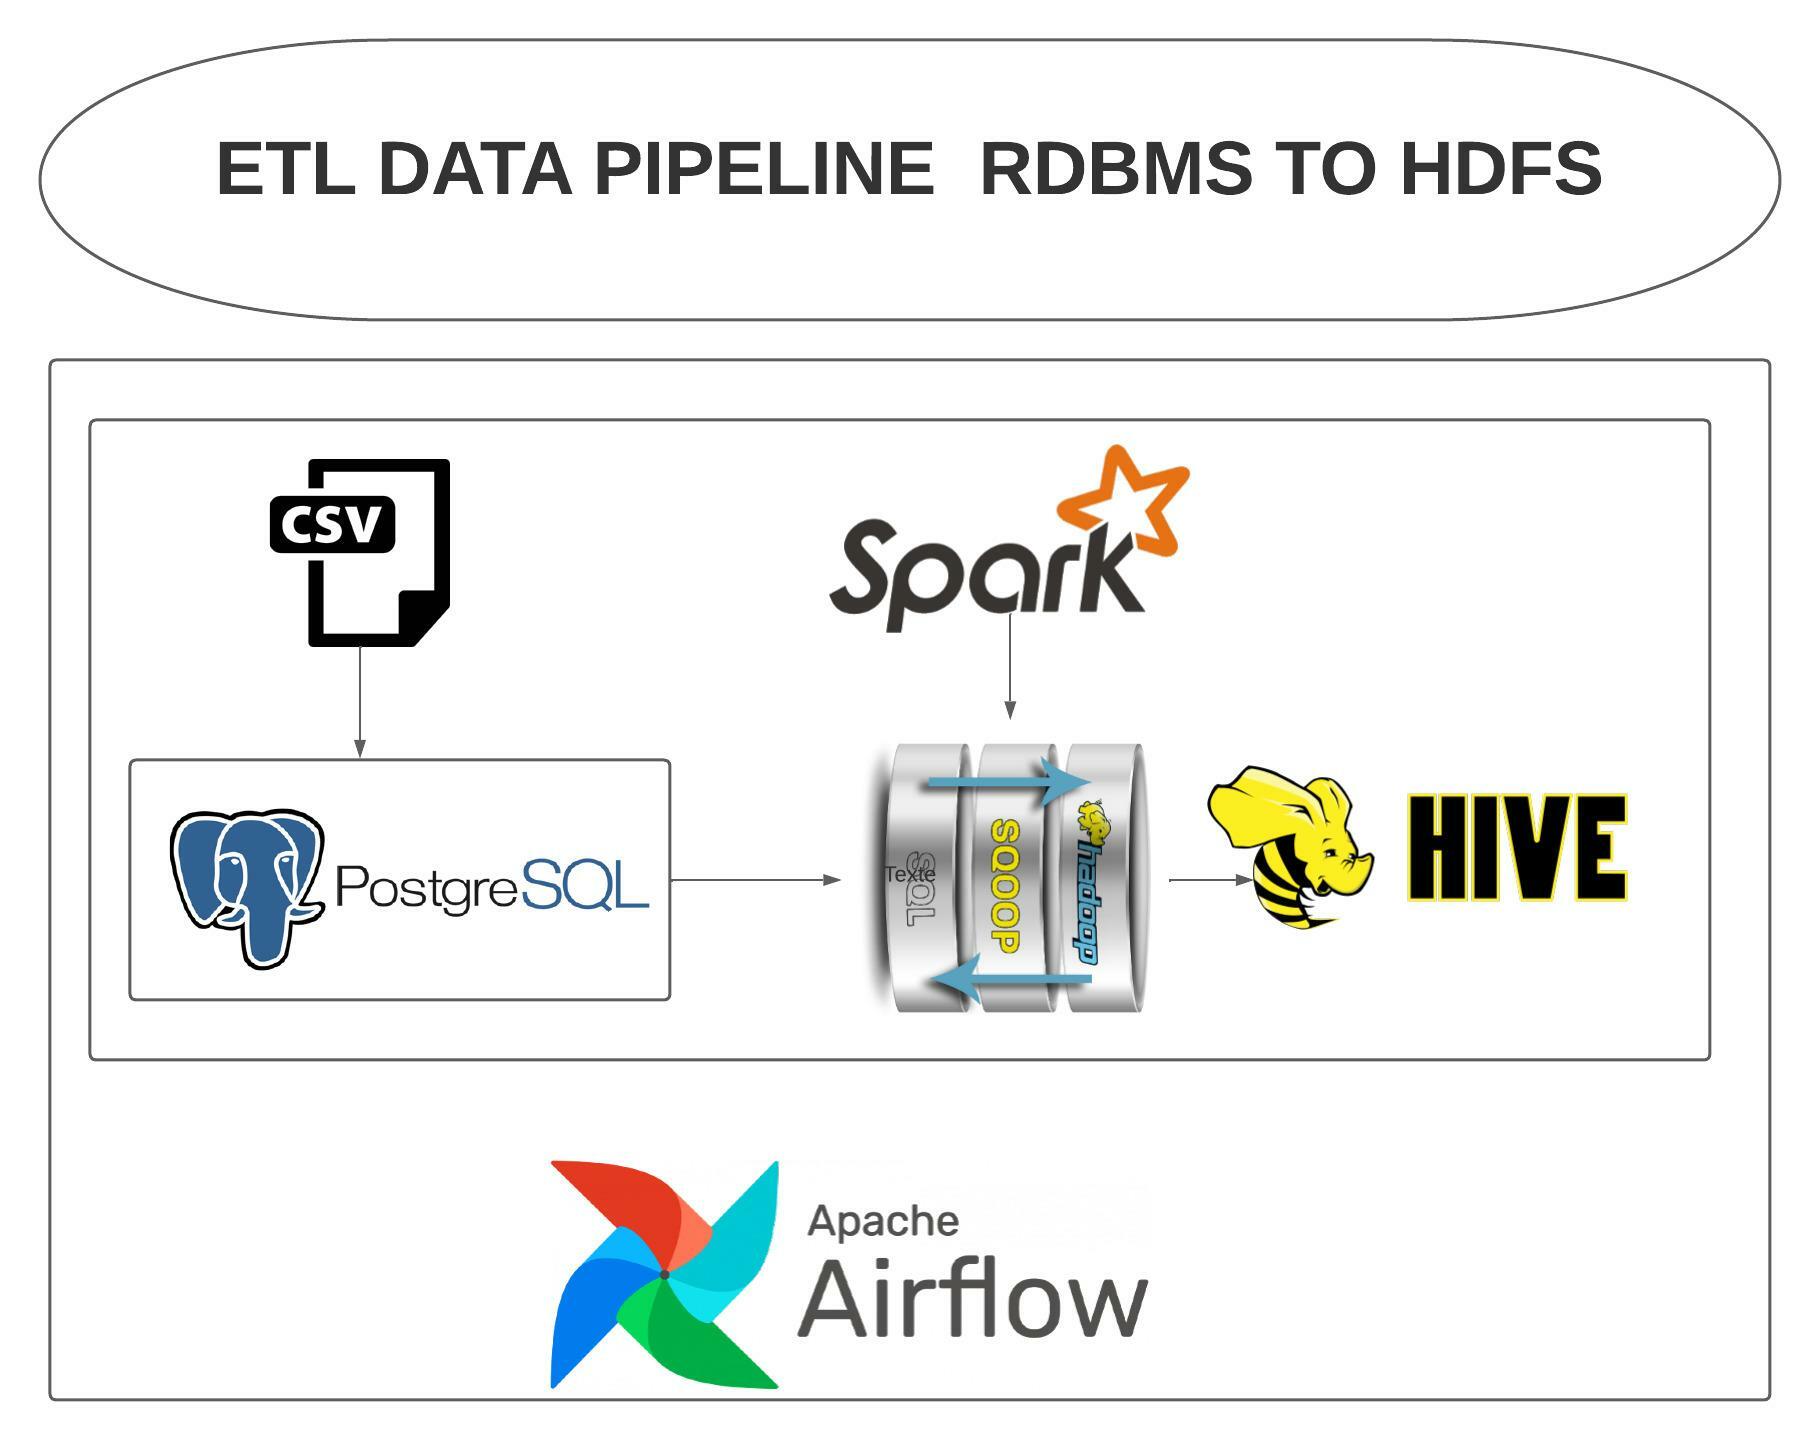 ETL DATA PIPELINE  RDBMS TO HDFS
CSV
Spark
PostgreSQL
SQL
Texte
SQOOP
hadoop
HIVE
Apache
Airflow